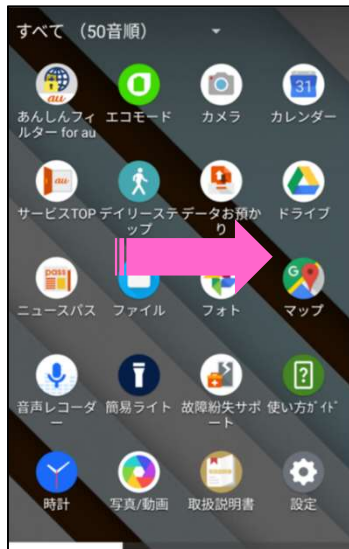 すべて （50音順）
au
31
あんしんフィ
ルター for au
エコモード
カメラ
カレンダー
au
サービスTOP
デイリーステ
ップ
データお預か
り
ドライブ
pass
ニュースパス
ファイル
フォト
マップ
音声レコーダ
ー
簡易ライト
故障紛失サポ
ート
使い方ｶﾞｲﾄﾞ
時計
写真/動画
取扱説明書
設定